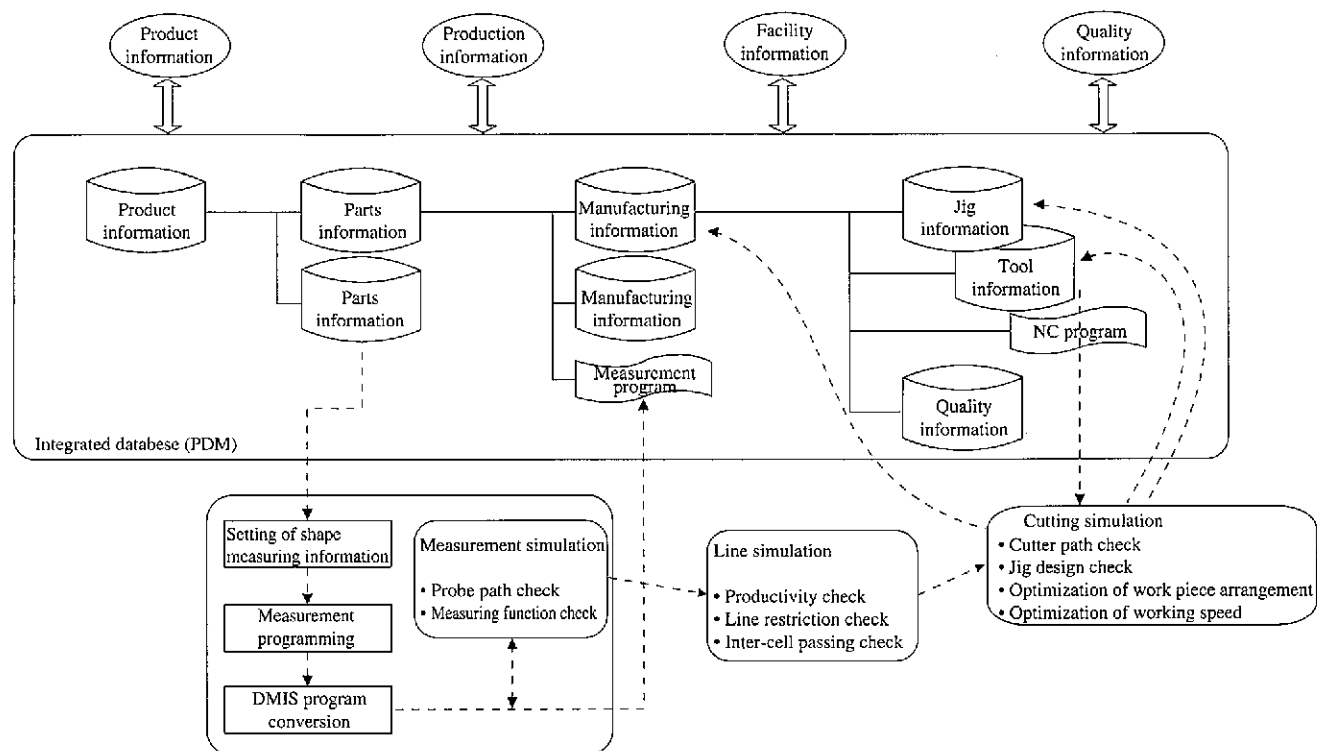 Product
information
Production
information
Facility
information
Quality
information
Product
information
Parts
information
Manufacturing
information
Jig
information
Parts
information
Manufacturing
information
Tool
information
NC program
Measurement
program
Quality
information
Integrated databese (PDM)
Setting of shape
measuring information
Measurement
programming
DMIS program
conversion
Measurement simulation
• Probe path check
• Measuring function check
Line simulation
• Productivity check
• Line restriction check
• Inter-cell passing check
Cutting simulation
• Cutter path check
• Jig design check
• Optimization of work piece arrangement
• Optimization of working speed